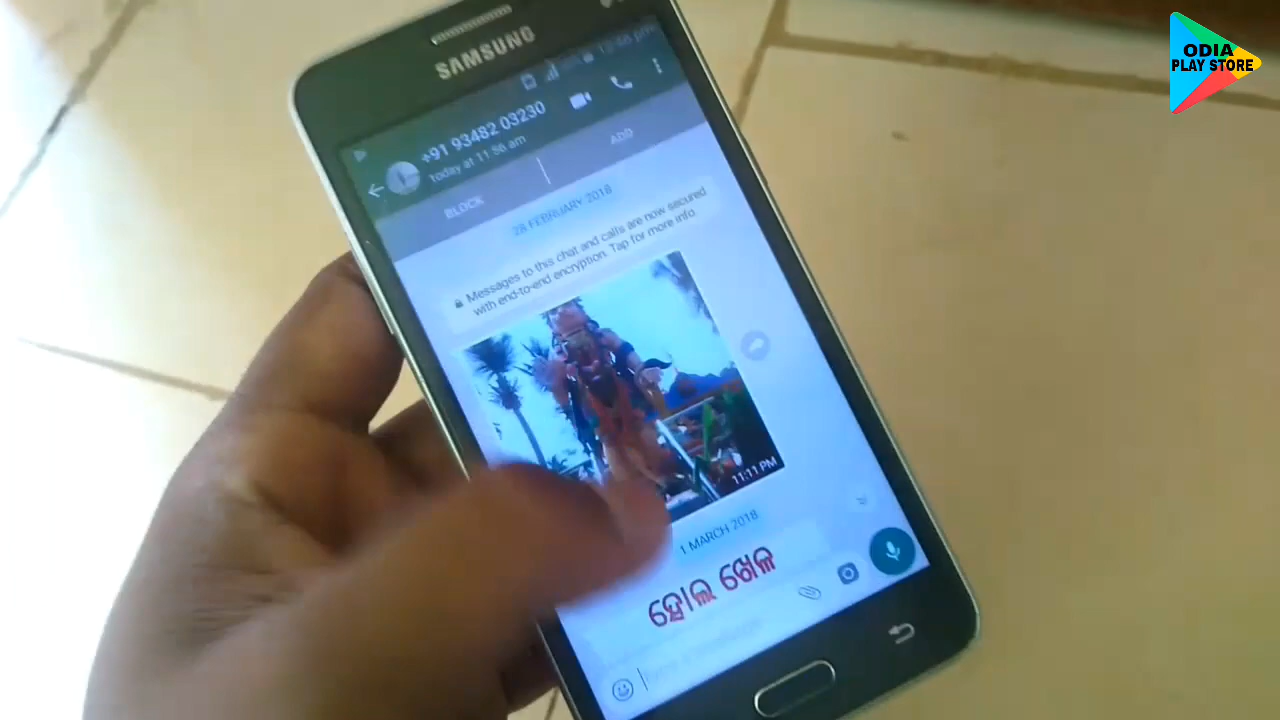 ODIA
PLAY STORE
SAMSUNG
+91 93482 03230
today at 11:56 am
BLOCK
ADD
28 FEBRUARY 2018
Messages to this chat and calls are now secured
with end-to-end encryption. Tap for more info.
11:11 PM
1 MARCH 2018
ହୋଲି ଖେଳ